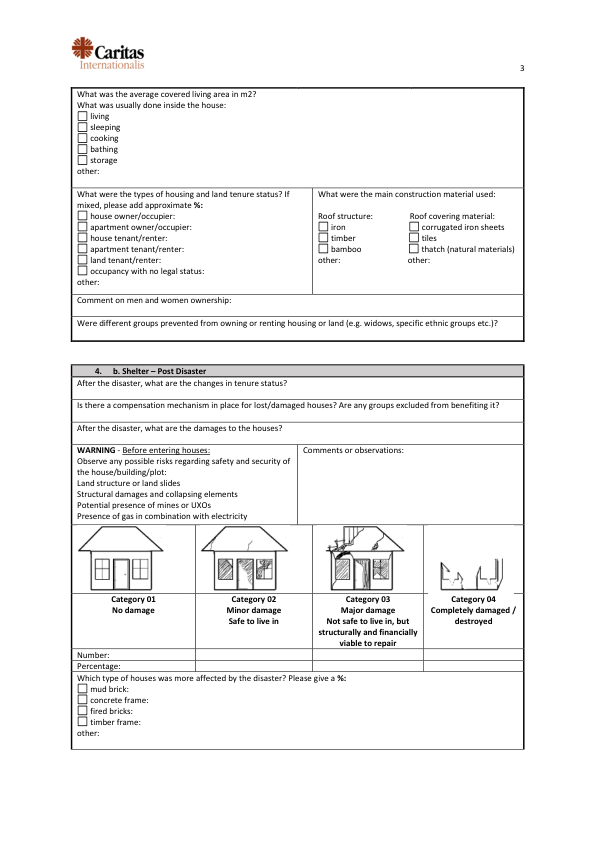 Caritas
Internationalis
3
What was the average covered living area in m2?
What was usually done inside the house:
living
sleeping
cooking
bathing
storage
other:
What were the types of housing and land tenure status? If
mixed, please add approximate %:
house owner/occupier:
apartment owner/occupier:
house tenant/renter:
apartment tenant/renter:
land tenant/renter:
occupancy with no legal status:
other:
What were the main construction material used:
Roof structure:
iron
timber
bamboo
other:
Roof covering material:
corrugated iron sheets
tiles
thatch (natural materials)
other:
Comment on men and women ownership:
Were different groups prevented from owning or renting housing or land (e.g. widows, specific ethnic groups etc.)?
4. b. Shelter – Post Disaster
After the disaster, what are the changes in tenure status?
Is there a compensation mechanism in place for lost/damaged houses? Are any groups excluded from benefiting it?
After the disaster, what are the damages to the houses?
WARNING - Before entering houses:
Observe any possible risks regarding safety and security of
the house/building/plot:
Land structure or land slides
Structural damages and collapsing elements
Potential presence of mines or UXOs
Presence of gas in combination with electricity
Comments or observations:
Category 01
No damage
Category 02
Minor damage
Safe to live in
Category 03
Major damage
Not safe to live in, but
structurally and financially
viable to repair
Category 04
Completely damaged /
destroyed
Number:
Percentage:
Which type of houses was more affected by the disaster? Please give a %:
mud brick:
concrete frame:
fired bricks:
timber frame:
other: